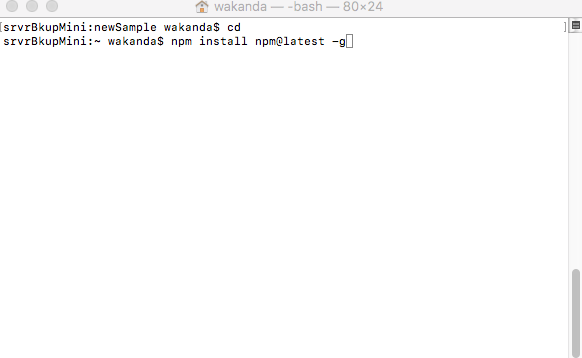 wakanda — -bash — 80×24
[srvrBkupMini:newSample wakanda$ cd ]
srvrBkupMini:~ wakanda$ npm install npm@latest -g